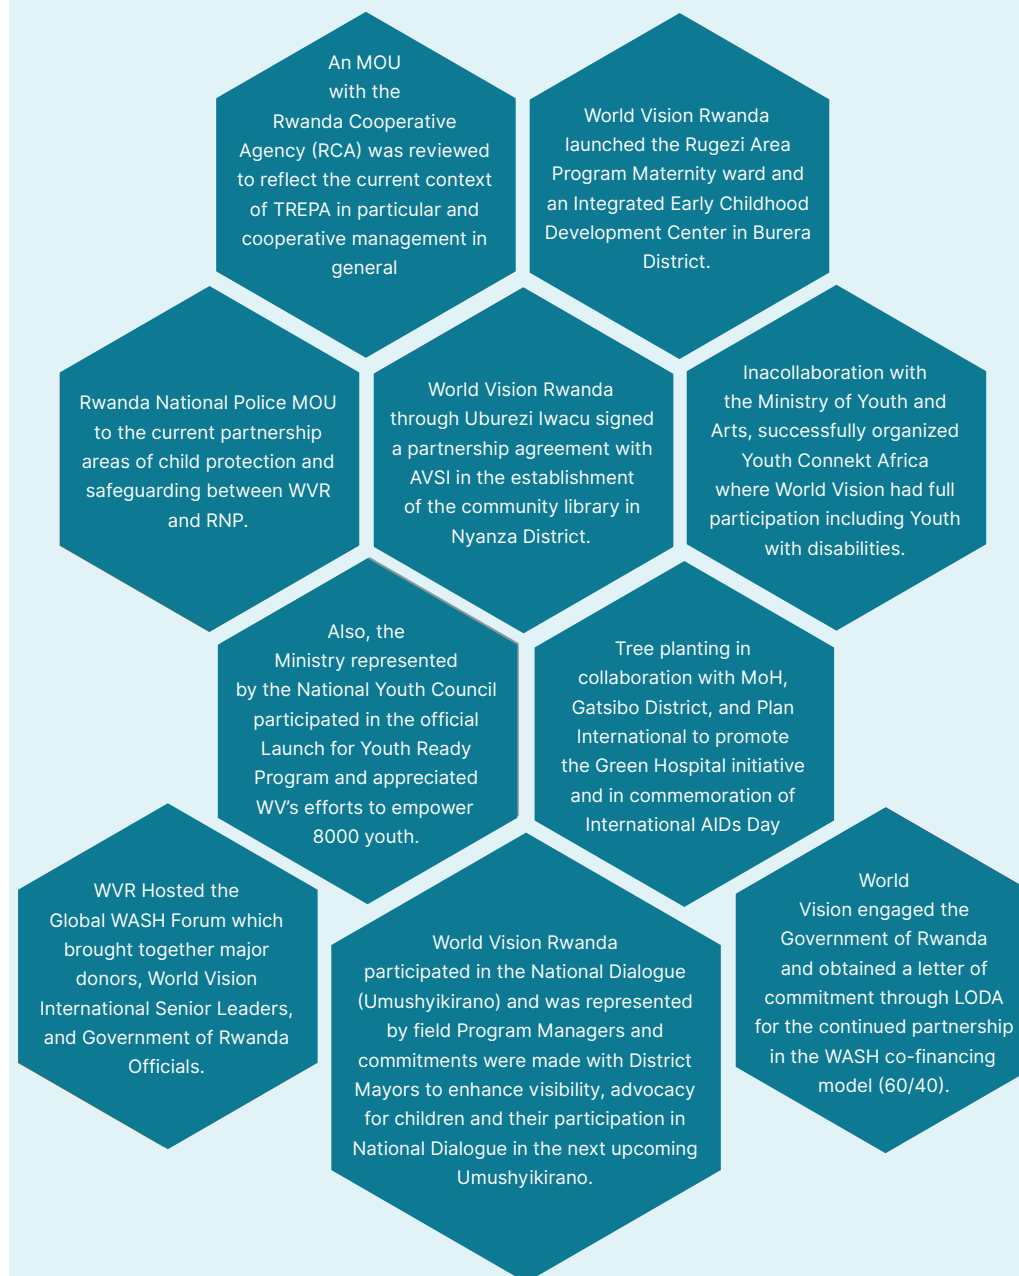 An MOU
with the
Rwanda Cooperative
Agency (RCA) was reviewed
to reflect the current context
of TREPA in particular and
cooperative management in
general
World Vision Rwanda
launched the Rugezi Area
Program Maternity ward and
an Integrated Early Childhood
Development Center in Burera
District.
Rwanda National Police MOU
to the current partnership
areas of child protection and
safeguarding between WVR
and RNP.
World Vision Rwanda
through Uburezi Iwacu signed
a partnership agreement with
AVSI in the establishment
of the community library in
Nyanza District.
Inacollaboration with
the Ministry of Youth and
Arts, successfully organized
Youth Connekt Africa
where World Vision had full
participation including Youth
with disabilities.
Also, the
Ministry represented
by the National Youth Council
participated in the official
Launch for Youth Ready
Program and appreciated
WV’s efforts to empower
8000 youth.
Tree planting in
collaboration with MoH,
Gatsibo District, and Plan
International to promote
the Green Hospital initiative
and in commemoration of
International AIDs Day
WVR Hosted the
Global WASH Forum which
brought together major
donors, World Vision
International Senior Leaders,
and Government of Rwanda
Officials.
World Vision Rwanda
participated in the National Dialogue
(Umushyikirano) and was represented
by field Program Managers and
commitments were made with District
Mayors to enhance visibility, advocacy
for children and their participation in
National Dialogue in the next upcoming
Umushyikirano.
World
Vision engaged the
Government of Rwanda
and obtained a letter of
commitment through LODA
for the continued partnership
in the WASH co-financing
model (60/40).